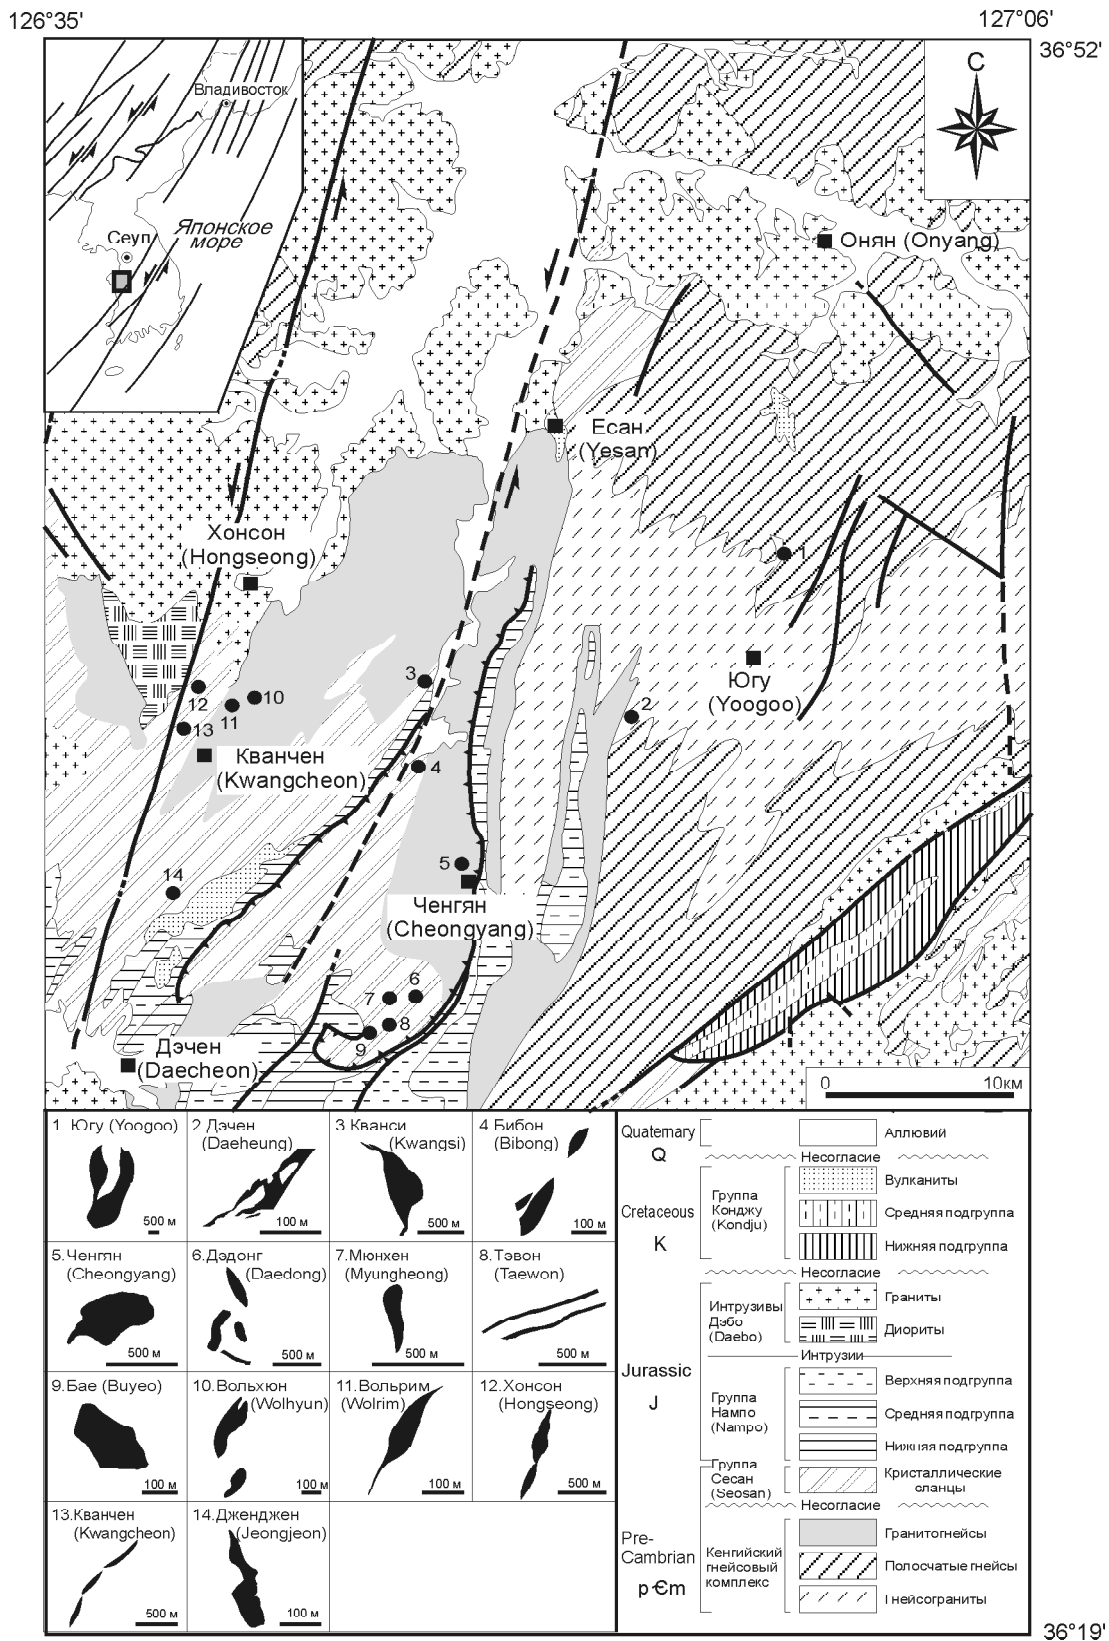 126°35'
127°06'
36°52'
С
Владивосток
Японское
море
Сеул
Онян (Onyang)
Есан
(Yesan)
Хонсон
(Hongseong)
1
Югу
(Yoogoo)
2
3
10
11
12
13
Кванчен
(Kwangcheon)
4
5
14
Ченгян
(Cheongyang)
6
7
8
9
Дэчен
(Daecheon)
0
10км
1 Югу (Yoogoo)
500 м
2 Дэчен
(Daeheung)
100 м
3 Кванси
(Kwangsi)
500 м
4 Бибон
(Bibong)
100 м
5.Ченгян
(Cheongyang)
500 м
6.Дэдонг
(Daedong)
500 м
7.Мюнхен
(Myungheong)
500 м
8.Тэвон
(Taewon)
500 м
9.Бае (Buyeo)
100 м
10.Вольхюн
(Wolhyun)
100 м
11.Вольрим
(Wolrim)
100 м
12.Хонсон
(Hongseong)
500 м
13.Кванчен
(Kwangcheon)
500 м
14.Дженджен
(Jeongjeon)
100 м
Quaternary
Q
Аллювий
Несогласие
Cretaceous
K
Группа
Конджу
(Kondju)
Вулканиты
Средняя подгруппа
Нижняя подгруппа
Несогласие
Jurassic
J
Интрузивы
Дэбо
(Daebo)
Граниты
Диориты
Интрузии
Группа
Нампо
(Nampo)
Верхняя подгруппа
Средняя подгруппа
Нижняя подгруппа
Группа
Сесан
(Seosan)
Кристаллические
сланцы
Несогласие
Pre-
Cambrian
p€m
Кенгийский
гнейсовый
комплекс
Гранитогнейсы
Полосчатые гнейсы
Гнейсограниты
36°19'